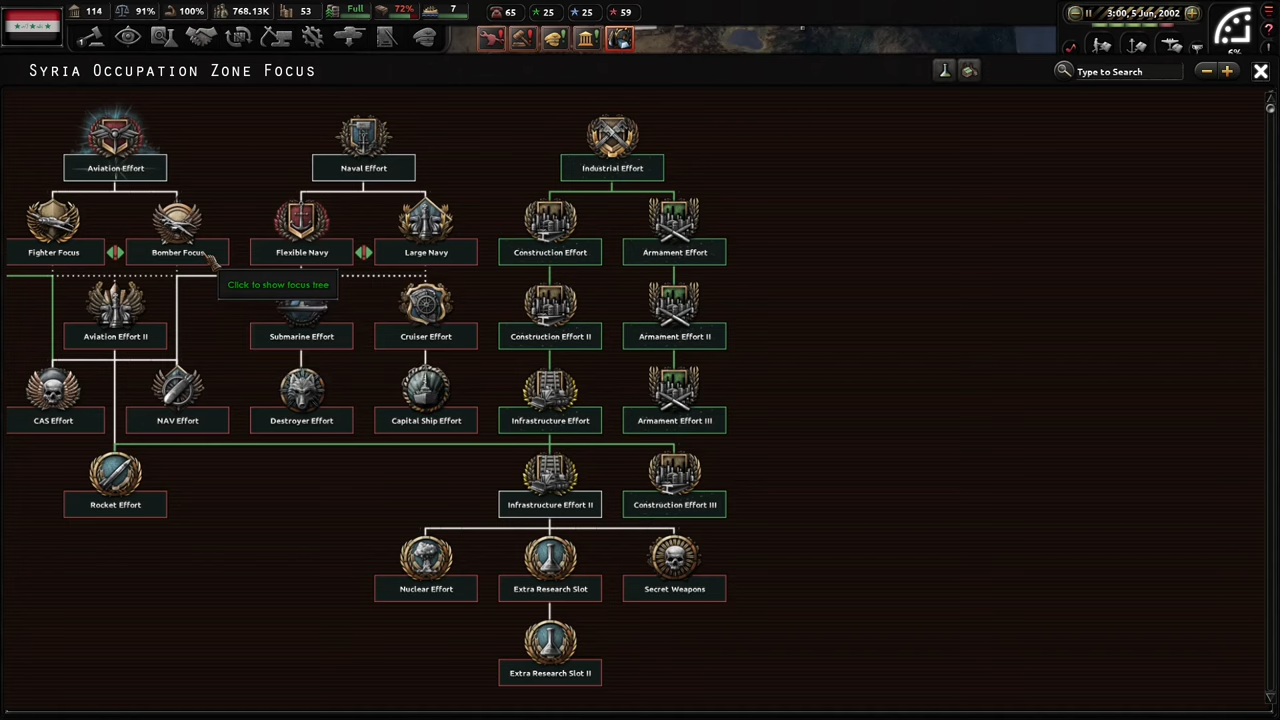 114
91%
100%
768.13K
53
Full
72%
7
65
25
25
59
3:00, 5 Jun, 2002
6%
Syria Occupation Zone Focus
Type to Search
Aviation Effort
Naval Effort
Industrial Effort
Fighter Focus
Bomber Focus
Flexible Navy
Large Navy
Construction Effort
Armament Effort
Click to show focus tree
Aviation Effort II
Submarine Effort
Cruiser Effort
Construction Effort II
Armament Effort II
CAS Effort
NAV Effort
Destroyer Effort
Capital Ship Effort
Infrastructure Effort
Armament Effort III
Rocket Effort
Infrastructure Effort II
Construction Effort III
Nuclear Effort
Extra Research Slot
Secret Weapons
Extra Research Slot II